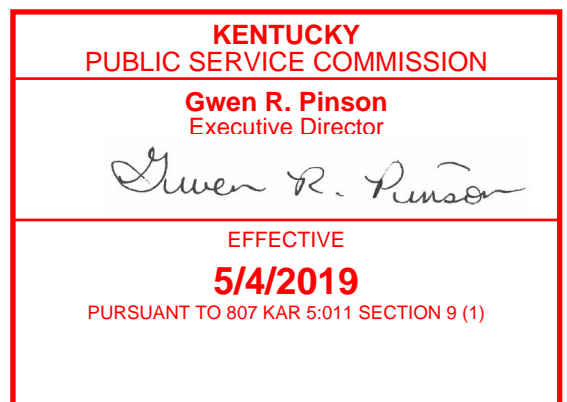 KENTUCKY
PUBLIC SERVICE COMMISSION
Gwen R. Pinson
Executive Director
Gwen R. Pinson
EFFECTIVE
5/4/2019
PURSUANT TO 807 KAR 5:011 SECTION 9 (1)